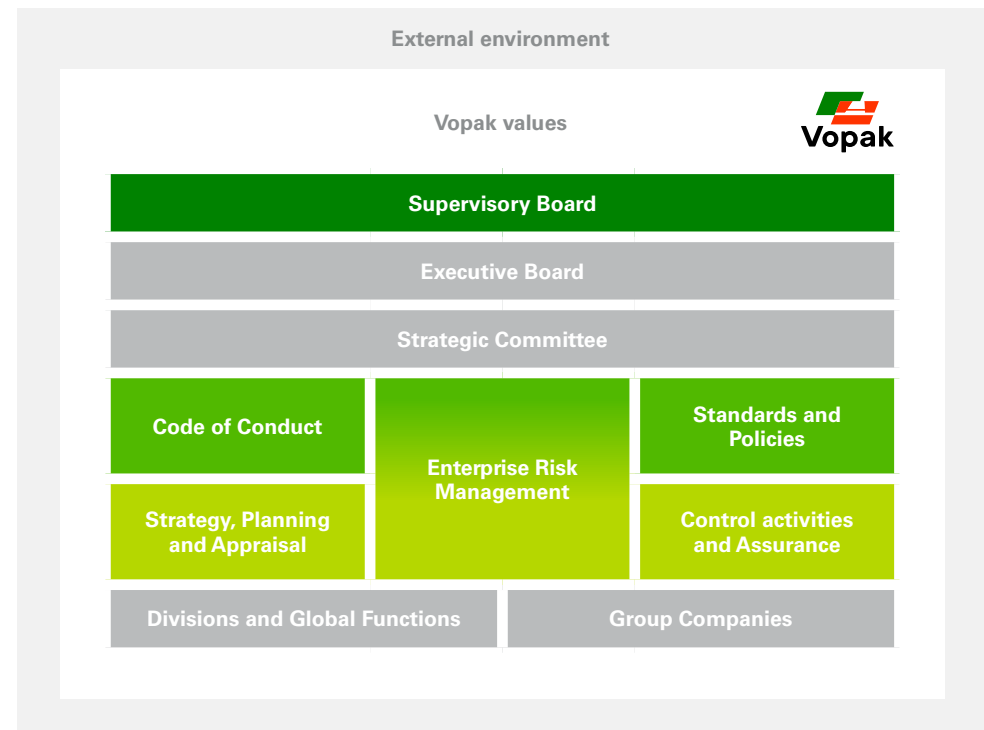 External environment
Vopak values
Vopak
Supervisory Board
Executive Board
Strategic Committee
Code of Conduct
Enterprise Risk
Management
Standards and
Policies
Strategy, Planning
and Appraisal
Control activities
and Assurance
Divisions and Global Functions
Group Companies